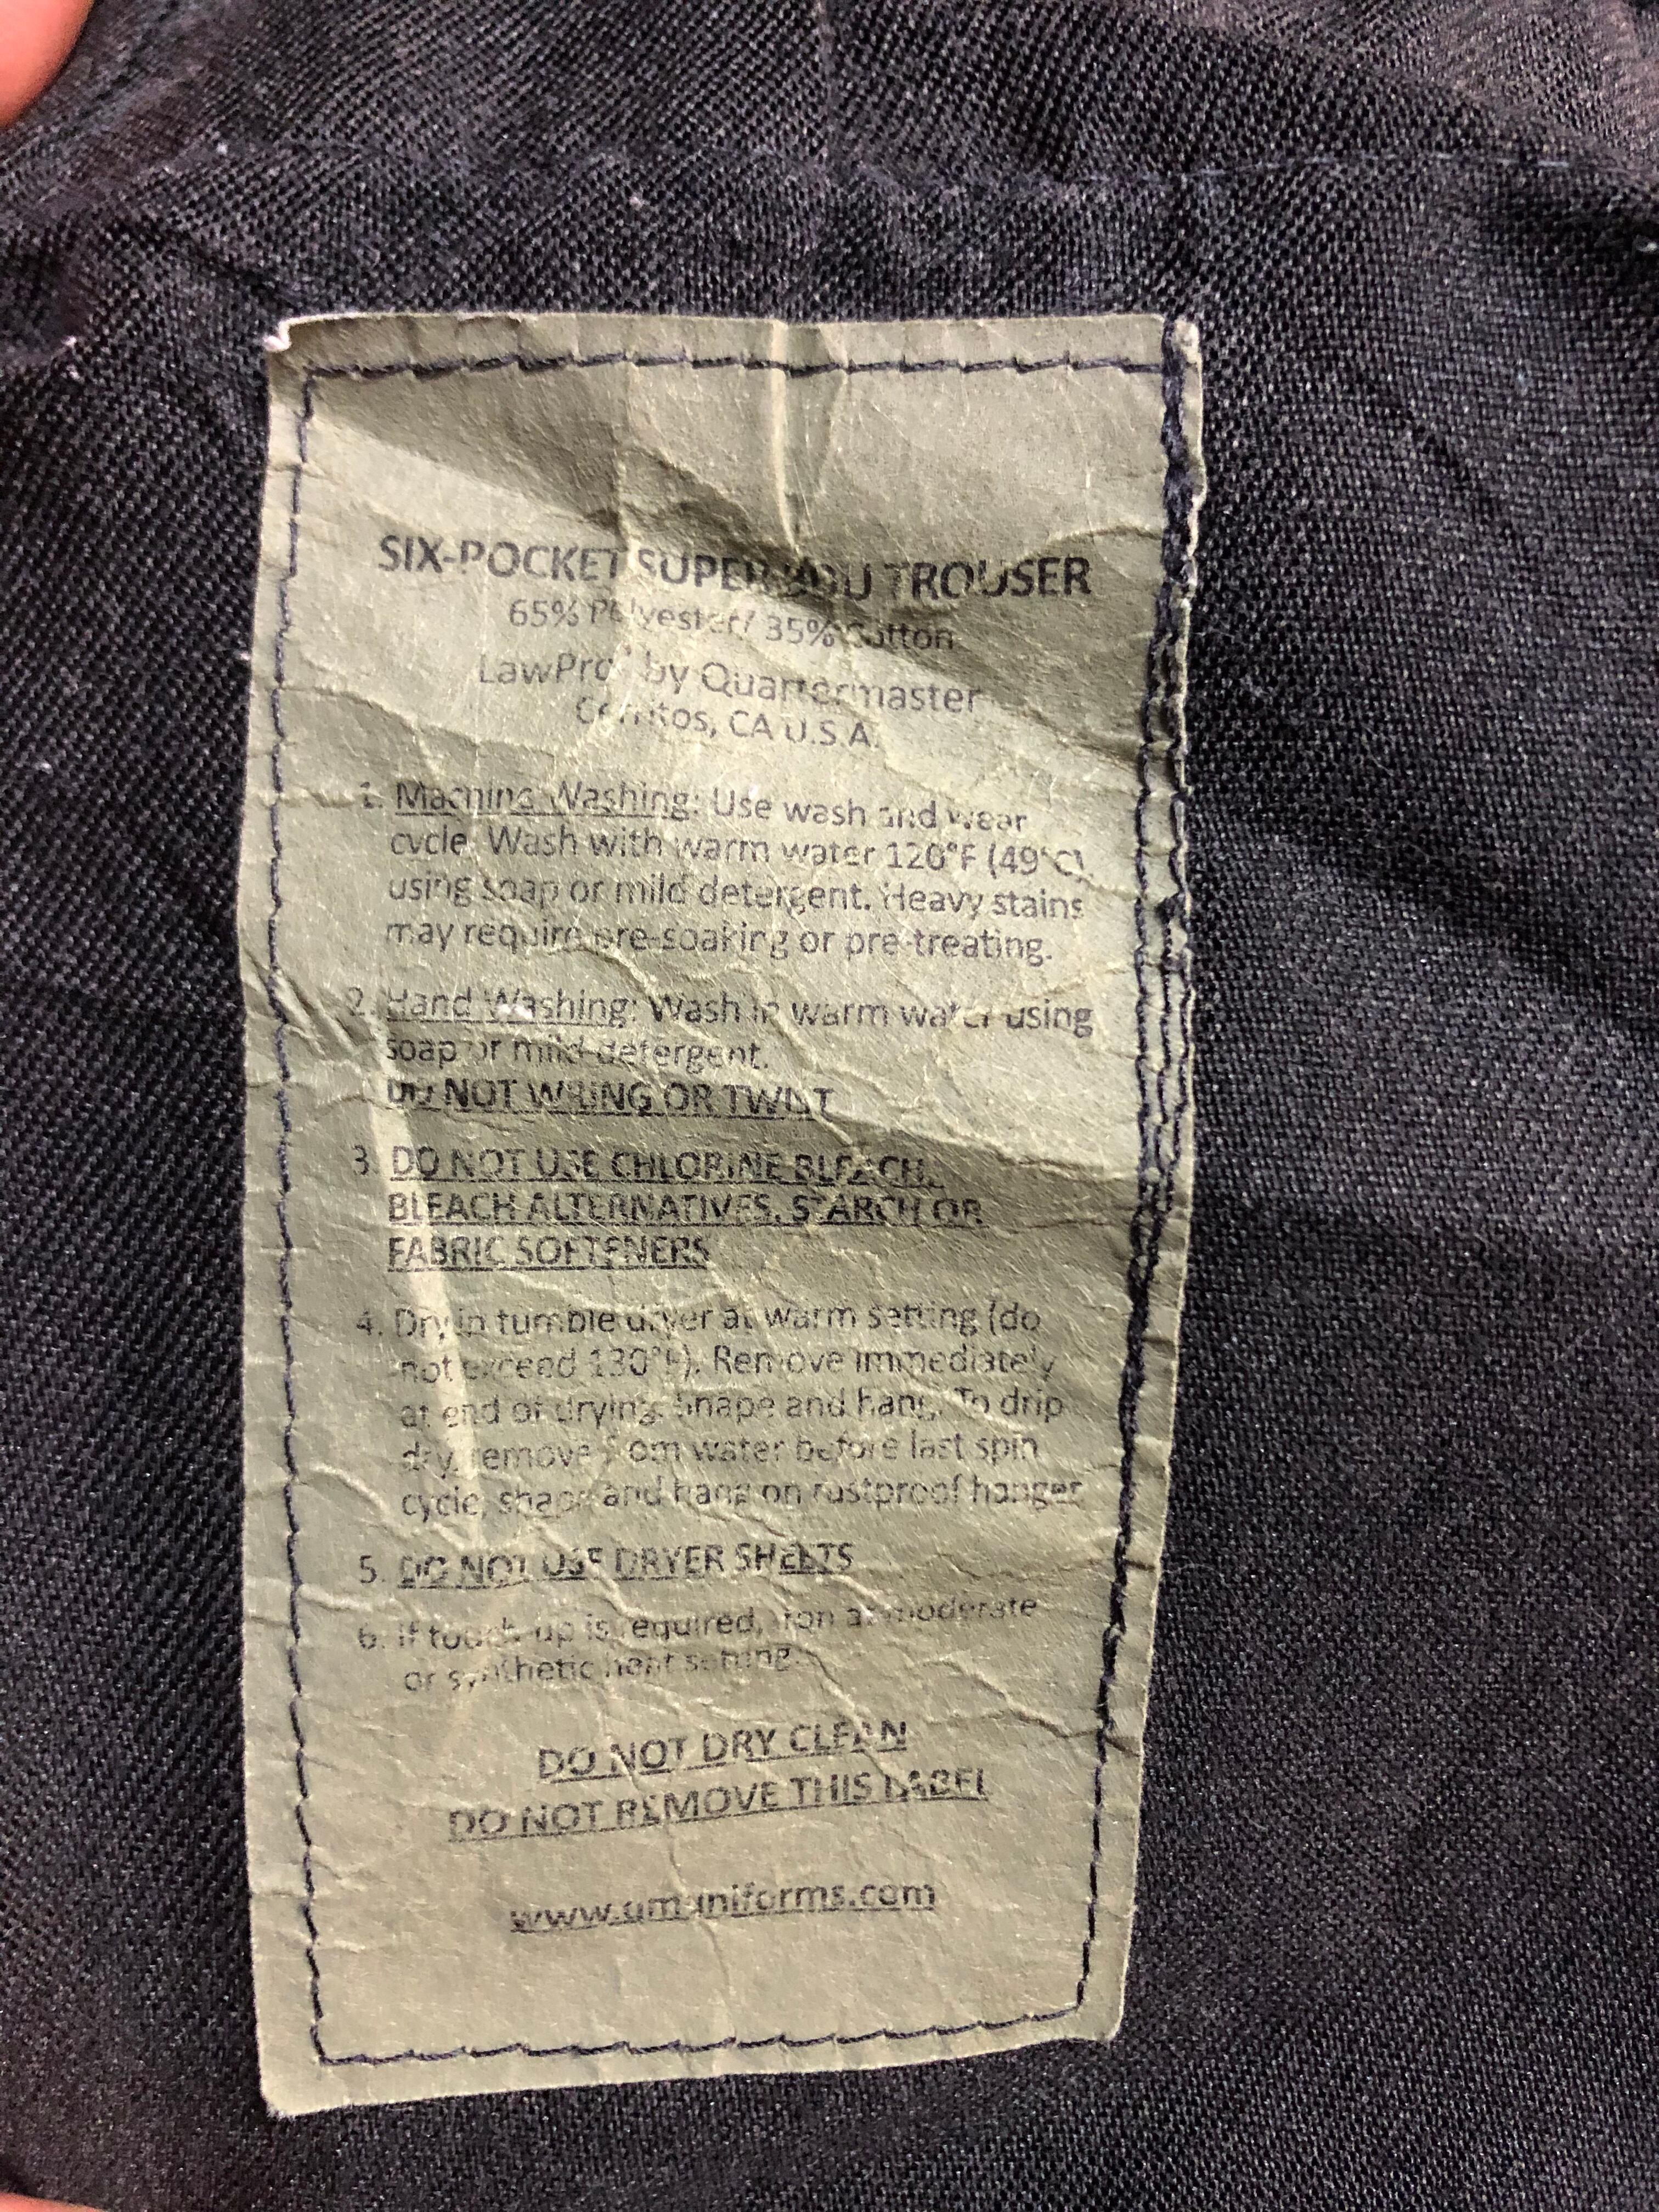 SIX-POCKET SUPER BDU TROUSER
65% Polyester/ 35% Cotton
LawPro® by Quartermaster
Cerritos, CA U.S.A.
1. Machine Washing: Use wash and wear
cycle. Wash with warm water 120°F (49°C),
using soap or mild detergent. Heavy stains
may require pre-soaking or pre-treating.
2. Hand Washing: Wash in warm water using
soap or mild detergent.
DO NOT WRING OR TWIST
3. DO NOT USE CHLORINE BLEACH,
BLEACH ALTERNATIVES, STARCH OR
FABRIC SOFTENERS
4. Dry in tumble dryer at warm setting (do
not exceed 130°F). Remove immediately
at end of drying. Shape and hang. To drip
dry, remove from water before last spin
cycle, shape and hang on rustproof hanger.
5. DO NOT USE DRYER SHEETS
6. If touch-up is required, iron at moderate
or synthetic heat setting.
DO NOT DRY CLEAN
DO NOT REMOVE THIS LABEL
www.qmuniforms.com